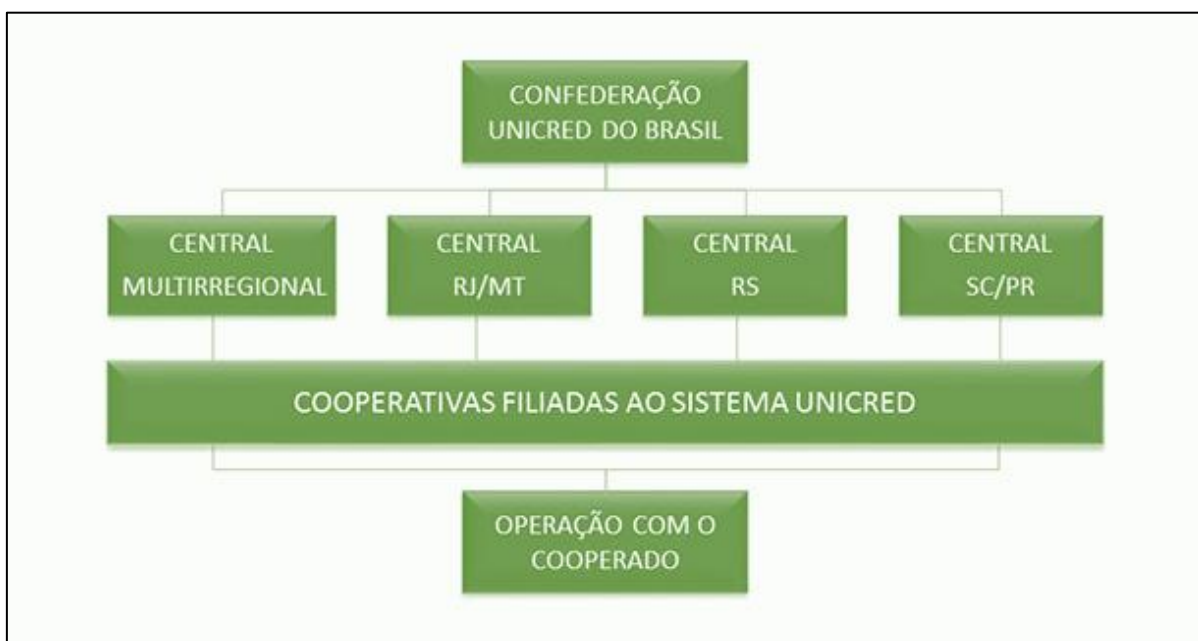 CONFEDERAÇÃO
UNICRED DO BRASIL
CENTRAL
MULTIRREGIONAL
CENTRAL
RJ/MT
CENTRAL
RS
CENTRAL
SC/PR
COOPERATIVAS FILIADAS AO SISTEMA UNICRED
OPERAÇÃO COM O
COOPERADO